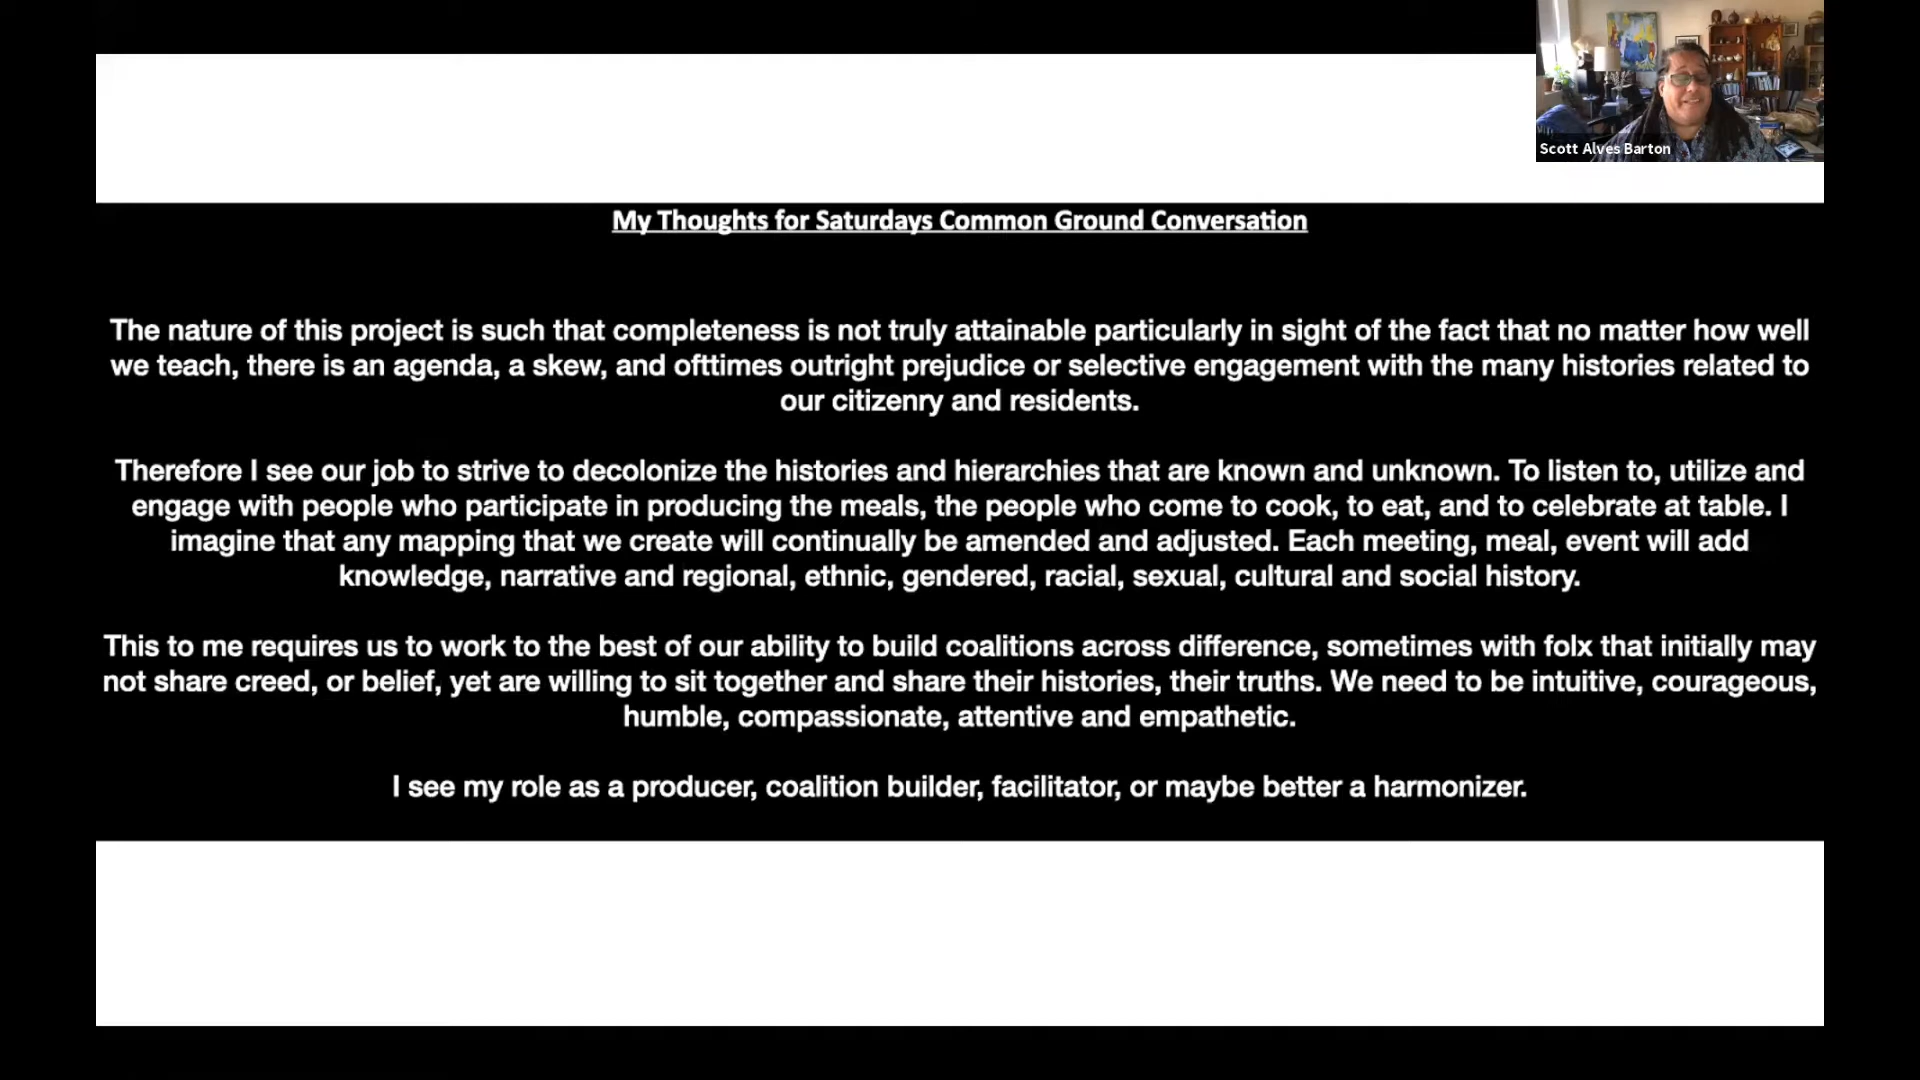 Scott Alves Barton
My Thoughts for Saturdays Common Ground Conversation
The nature of this project is such that completeness is not truly attainable particularly in sight of the fact that no matter how well
we teach, there is an agenda, a skew, and ofttimes outright prejudice or selective engagement with the many histories related to
our citizenry and residents.
Therefore I see our job to strive to decolonize the histories and hierarchies that are known and unknown. To listen to, utilize and
engage with people who participate in producing the meals, the people who come to cook, to eat, and to celebrate at table. I
imagine that any mapping that we create will continually be amended and adjusted. Each meeting, meal, event will add
knowledge, narrative and regional, ethnic, gendered, racial, sexual, cultural and social history.
This to me requires us to work to the best of our ability to build coalitions across difference, sometimes with folx that initially may
not share creed, or belief, yet are willing to sit together and share their histories, their truths. We need to be intuitive, courageous,
humble, compassionate, attentive and empathetic.
I see my role as a producer, coalition builder, facilitator, or maybe better a harmonizer.